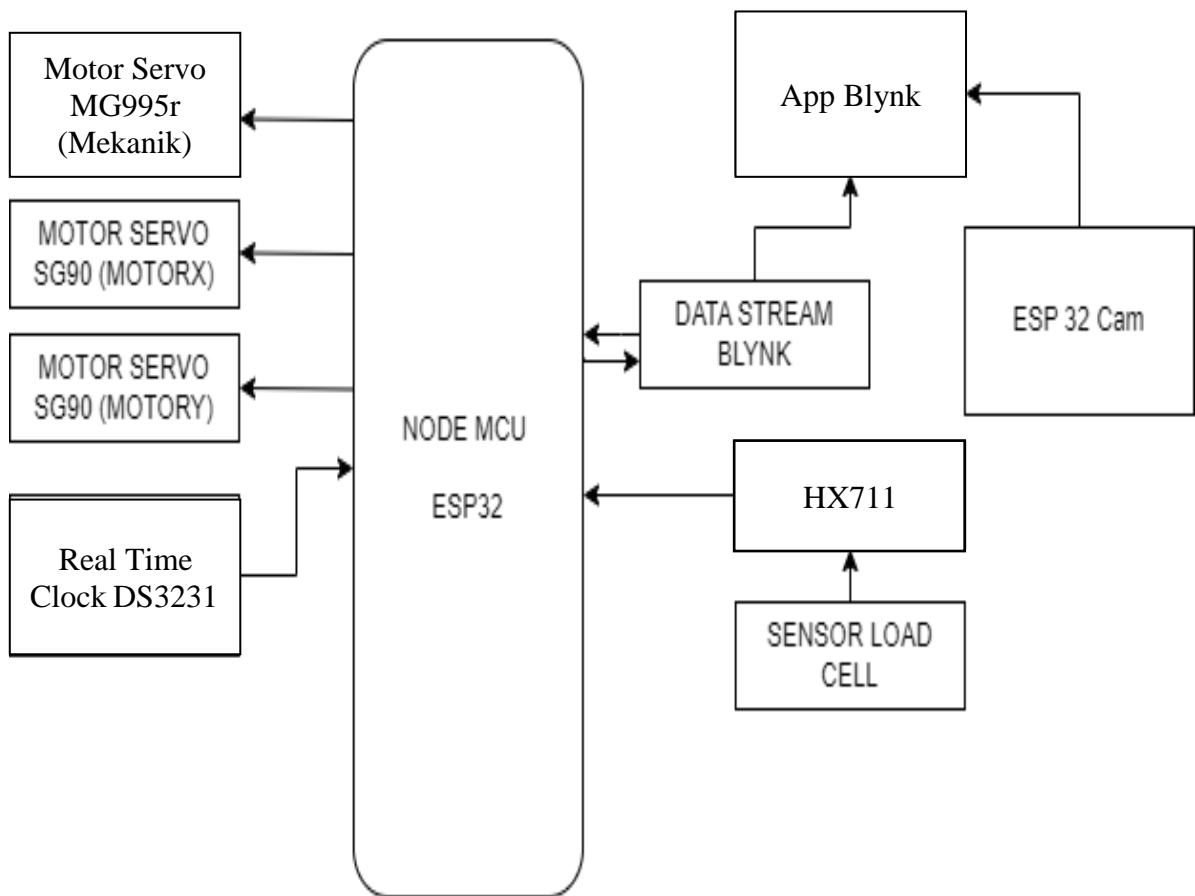 Motor Servo
MG995r
(Mekanik)
MOTOR SERVO
SG90 (MOTORX)
MOTOR SERVO
SG90 (MOTORY)
Real Time
Clock DS3231
NODE MCU
ESP32
App Blynk
DATA STREAM
BLYNK
ESP 32 Cam
HX711
SENSOR LOAD
CELL